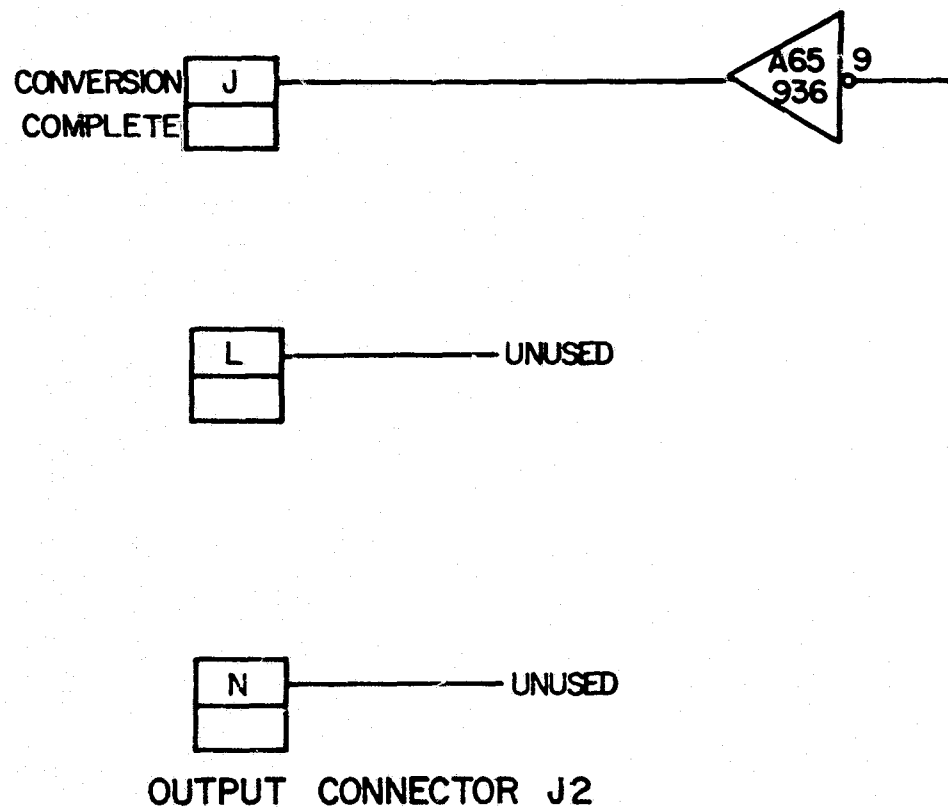 CONVERSION J
COMPLETE
A65 9
936
L UNUSED
N UNUSED
OUTPUT CONNECTOR J2